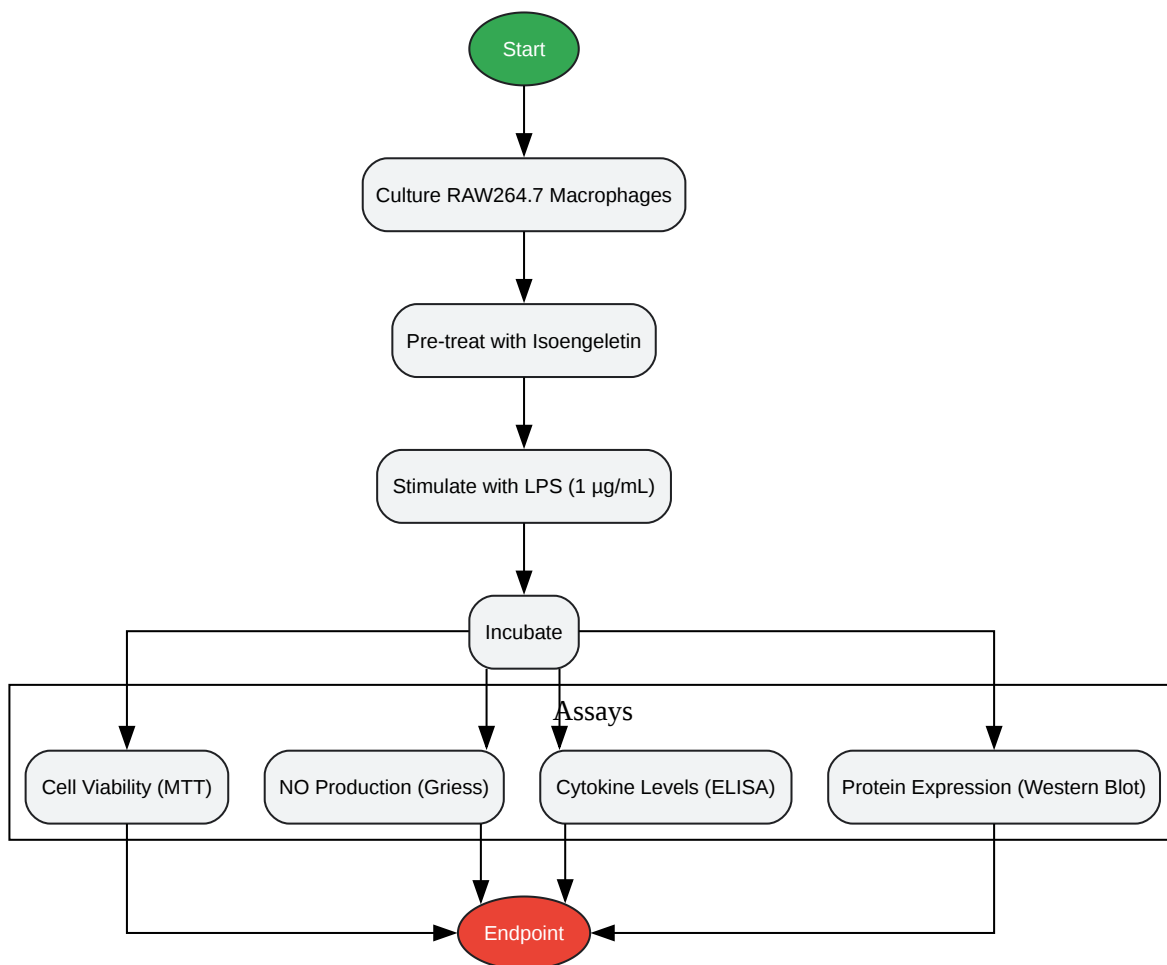 Start
Culture RAW264.7 Macrophages
Pre-treat with Isoengeletin
Stimulate with LPS (1 µg/mL)
Incubate
Assays
Cell Viability (MTT)
NO Production (Griess)
Cytokine Levels (ELISA)
Protein Expression (Western Blot)
Endpoint